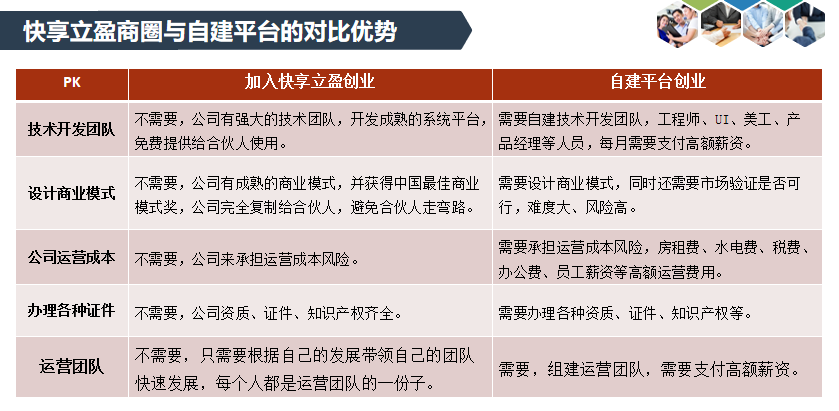 快享立盈商圈与自建平台的对比优势
PK
加入快享立盈创业
自建平台创业
技术开发团队
不需要，公司有强大的技术团队，开发成熟的系统平台，
免费提供给合伙人使用。
需要自建技术开发团队，工程师、UI、美工、产
品经理等人员，每月需要支付高额薪资。
设计商业模式
不需要，公司有成熟的商业模式，并获得中国最佳商业
模式奖，公司完全复制给合伙人，避免合伙人走弯路。
需要设计商业模式，同时还需要市场验证是否可
行，难度大、风险高。
公司运营成本
不需要，公司来承担运营成本风险。
需要承担运营成本风险，房租费、水电费、税费、
办公费、员工薪资等高额运营费用。
办理各种证件
不需要，公司资质、证件、知识产权齐全。
需要办理各种资质、证件、知识产权等。
运营团队
不需要，只需要根据自己的发展带领自己的团队
快速发展，每个人都是运营团队的一份子。
需要，组建运营团队，需要支付高额薪资。